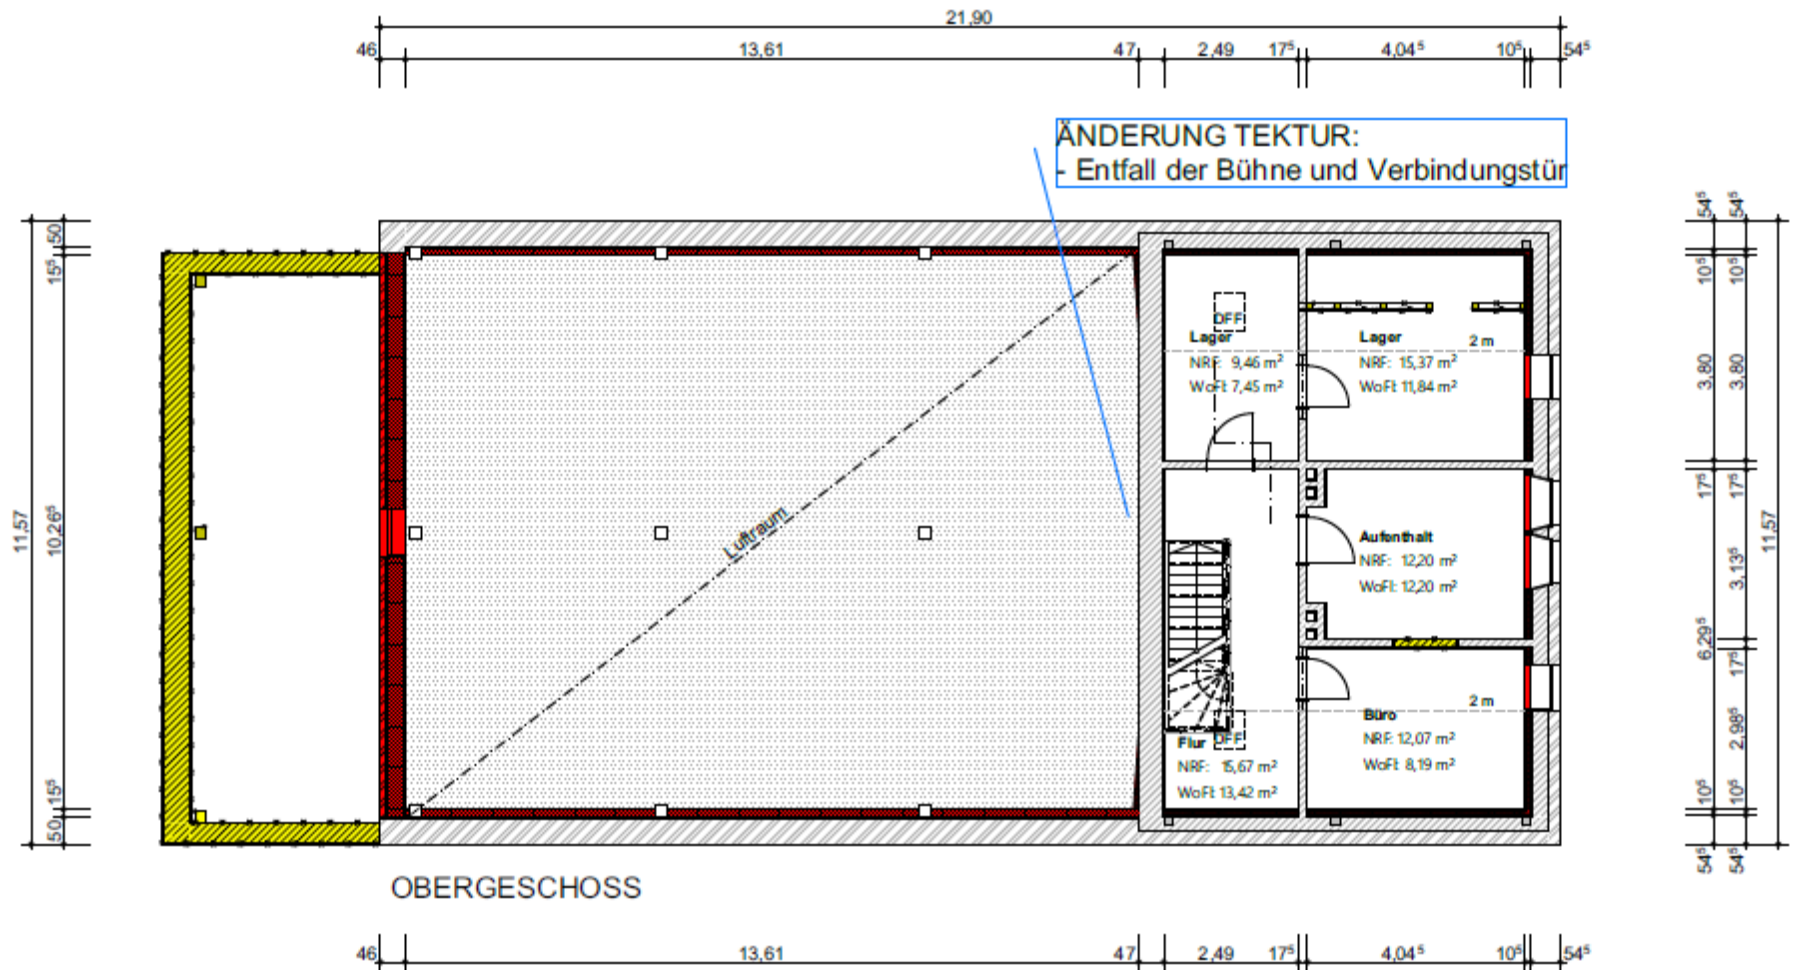 21,90
46 13,61 47 2,49 17⁵ 4,04⁵ 10⁵ 54⁵
ÄNDERUNG TEKTUR:
- Entfall der Bühne und Verbindungstür
11,57
50
15⁵
10,26⁵
15⁵
50
Luftraum
DFF
Lager
NRF: 9,46 m²
WoFl: 7,45 m²
Lager
2 m
NRF: 15,37 m²
WoFl: 11,84 m²
Aufenthalt
NRF: 12,20 m²
WoFl: 12,20 m²
2 m
Büro
NRF: 12,07 m²
WoFl: 8,19 m²
Flur
DFF
NRF: 15,67 m²
WoFl: 13,42 m²
54⁵ 54⁵
10⁵ 10⁵
3,80 3,80
17⁵ 17⁵
3,13⁵
6,29⁵
17⁵
2,98⁵
10⁵ 10⁵
54⁵ 54⁵
11,57
OBERGESCHOSS
46 13,61 47 2,49 17⁵ 4,04⁵ 10⁵ 54⁵